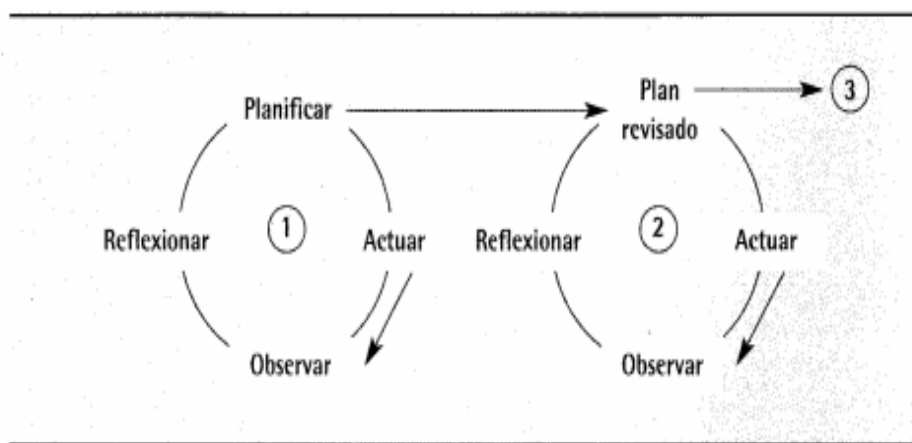 Planificar
Plan
revisado
3
Reflexionar
1
Actuar
Reflexionar
2
Actuar
Observar
Observar